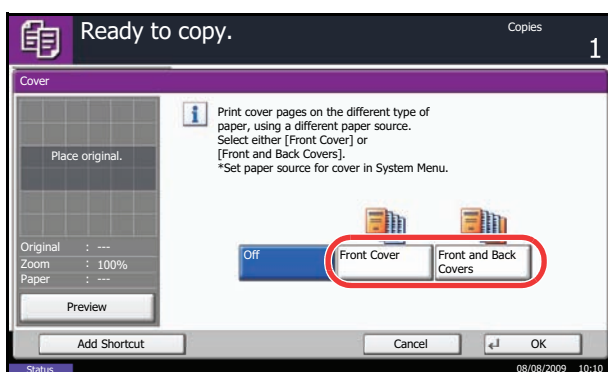 Ready to copy.
Copies
1
Cover
Place original.
Original : ---
Zoom : 100%
Paper : ---
Preview
i
Print cover pages on the different type of
paper, using a different paper source.
Select either [Front Cover] or
[Front and Back Covers].
*Set paper source for cover in System Menu.
Off
Front Cover
Front and Back
Covers
Add Shortcut
Cancel
OK
Status
08/08/2009 10:10